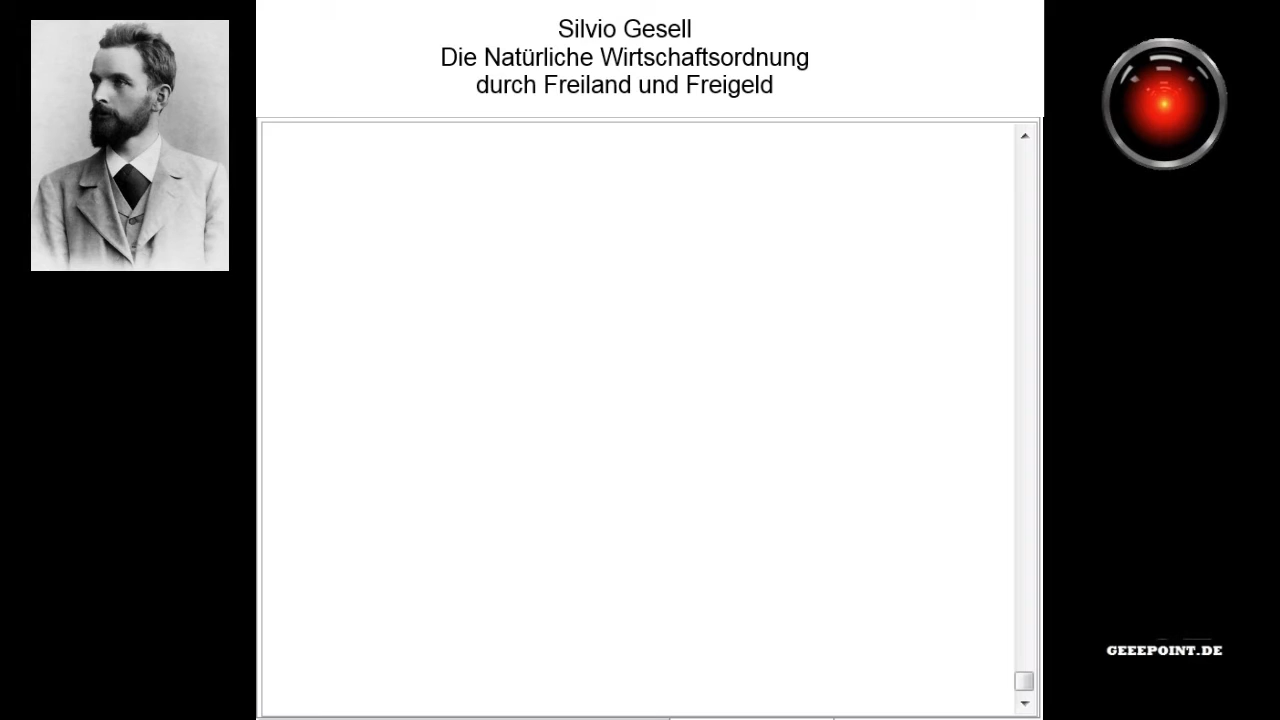 Silvio Gesell
Die Natürliche Wirtschaftsordnung
durch Freiland und Freigeld
GEEEPOINT.DE